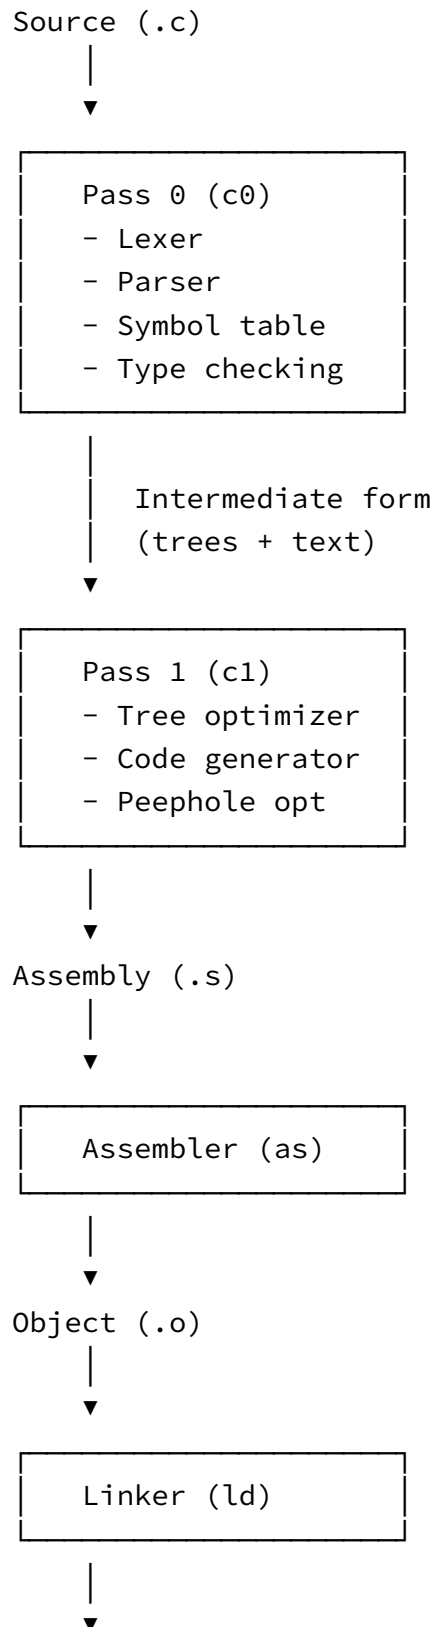 Source (.c)
Pass 0 (c0)
- Lexer
- Parser
- Symbol table
- Type checking
Intermediate form
(trees + text)
Pass 1 (c1)
- Tree optimizer
- Code generator
- Peephole opt
Assembly (.s)
Assembler (as)
Object (.o)
Linker (ld)